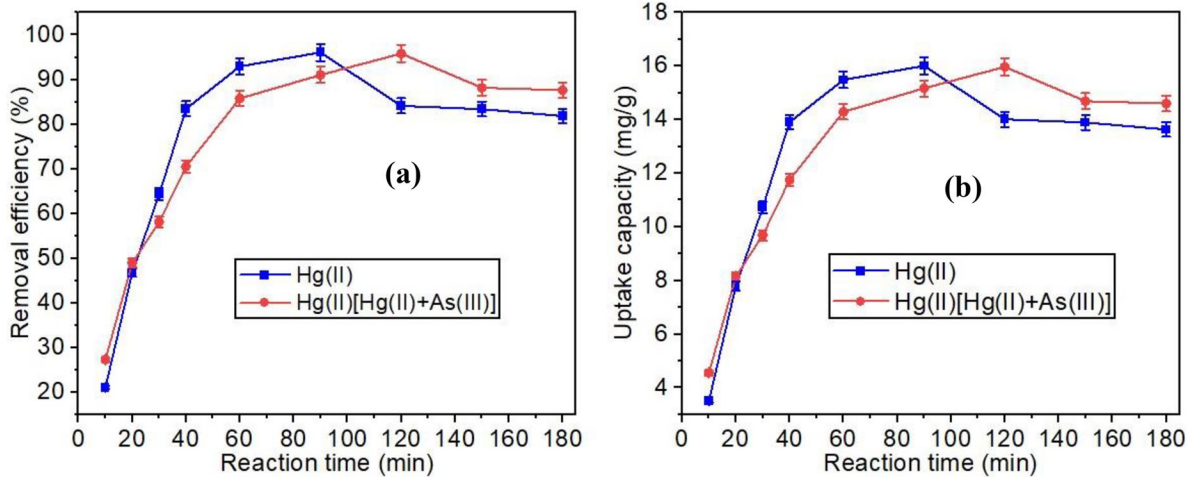 100
90
80
70
60
50
40
30
20
Removal efficiency (%)
(a)
Hg(II)
Hg(II)[Hg(II)+As(III)]
0 20 40 60 80 100 120 140 160 180
Reaction time (min)
18
16
14
12
10
8
6
4
Uptake capacity (mg/g)
(b)
Hg(II)
Hg(II)[Hg(II)+As(III)]
0 20 40 60 80 100 120 140 160 180
Reaction time (min)